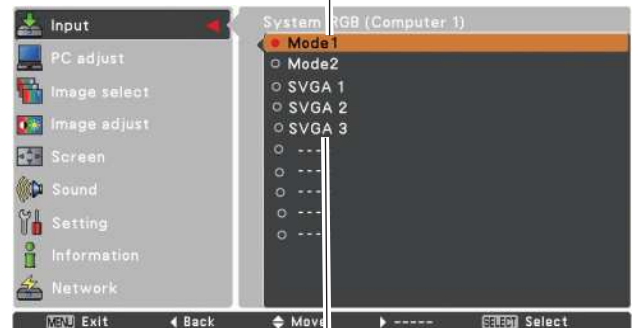 Input
PC adjust
Image select
Image adjust
Screen
Sound
Setting
Information
Network
System RGB (Computer 1)
Mode1
Mode2
SVGA 1
SVGA 2
SVGA 3
----
----
----
----
----
MENU Exit
Back
Move
-----
SELECT Select